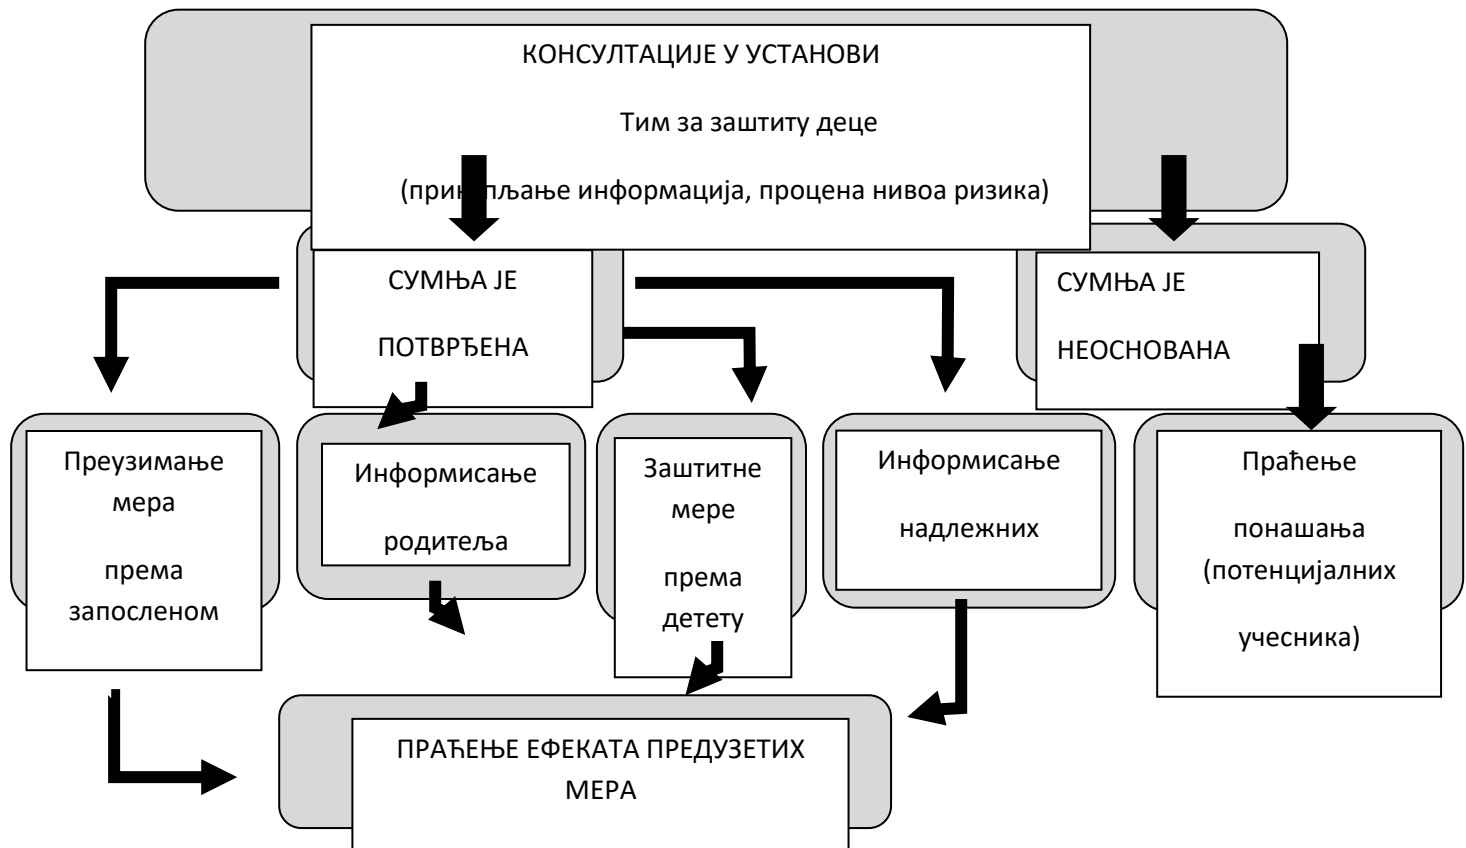 КОНСУЛТАЦИЈЕ У УСТАНОВИ
Тим за заштиту деце
информација, процена нивоа ризика)
СУМЊА ЈЕ
ПОТВРЂЕНА
СУМЊА ЈЕ
НЕОСНОВАНА
Преузимање
мера
према
запосленом
Информисање
родитеља
Заштитне
мере
према
детету
Информисање
надлежних
Праћење
понашања
(потенцијалних
учесника)
ПРАЋЕЊЕ ЕФЕКАТА ПРЕДУЗЕТИХ
МЕРА